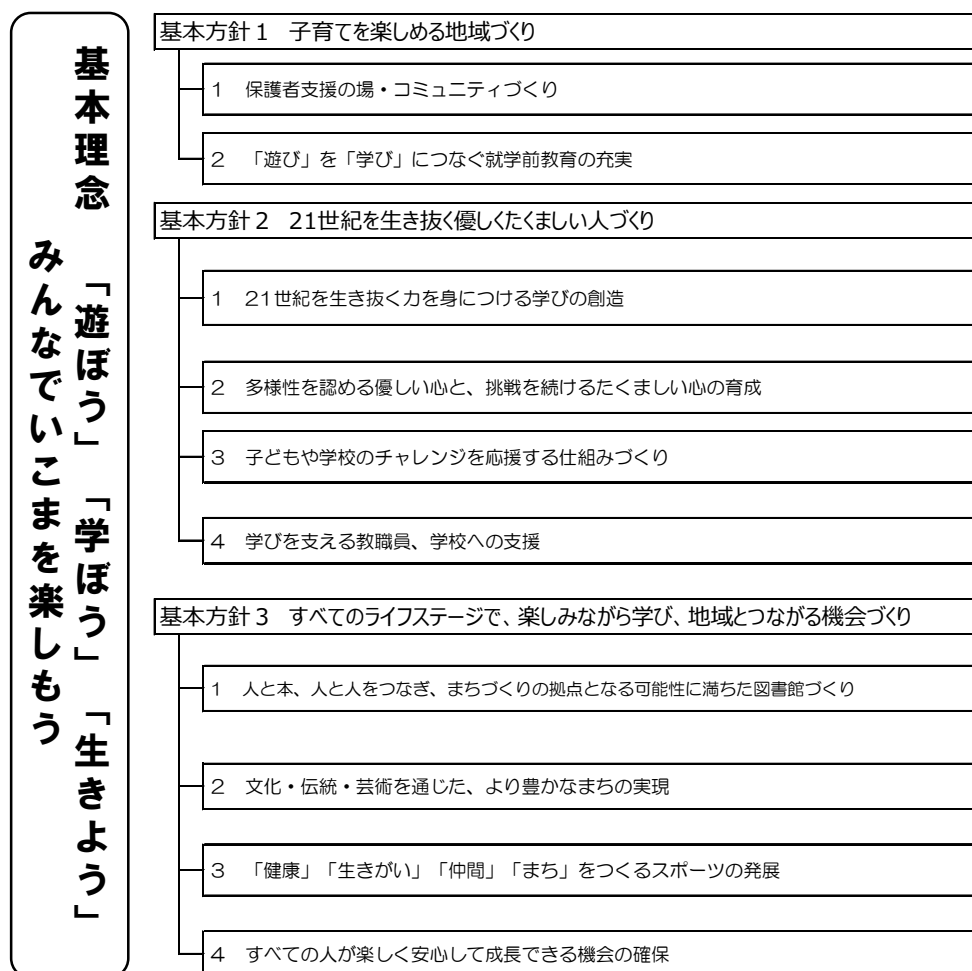 基本理念 「遊ぼう」「学ぼう」「生きよう」
みんなでいこまを楽しもう
基本方針１ 子育てを楽しめる地域づくり
１ 保護者支援の場・コミュニティづくり
２ 「遊び」を「学び」につなぐ就学前教育の充実
基本方針２ 21世紀を生き抜く優しくたくましい人づくり
１ 21世紀を生き抜く力を身につける学びの創造
２ 多様性を認める優しい心と、挑戦を続けるたくましい心の育成
３ 子どもや学校のチャレンジを応援する仕組みづくり
４ 学びを支える教職員、学校への支援
基本方針３ すべてのライフステージで、楽しみながら学び、地域とつながる機会づくり
１ 人と本、人と人をつなぎ、まちづくりの拠点となる可能性に満ちた図書館づくり
２ 文化・伝統・芸術を通じた、より豊かなまちの実現
３ 「健康」「生きがい」「仲間」「まち」をつくるスポーツの発展
４ すべての人が楽しく安心して成長できる機会の確保